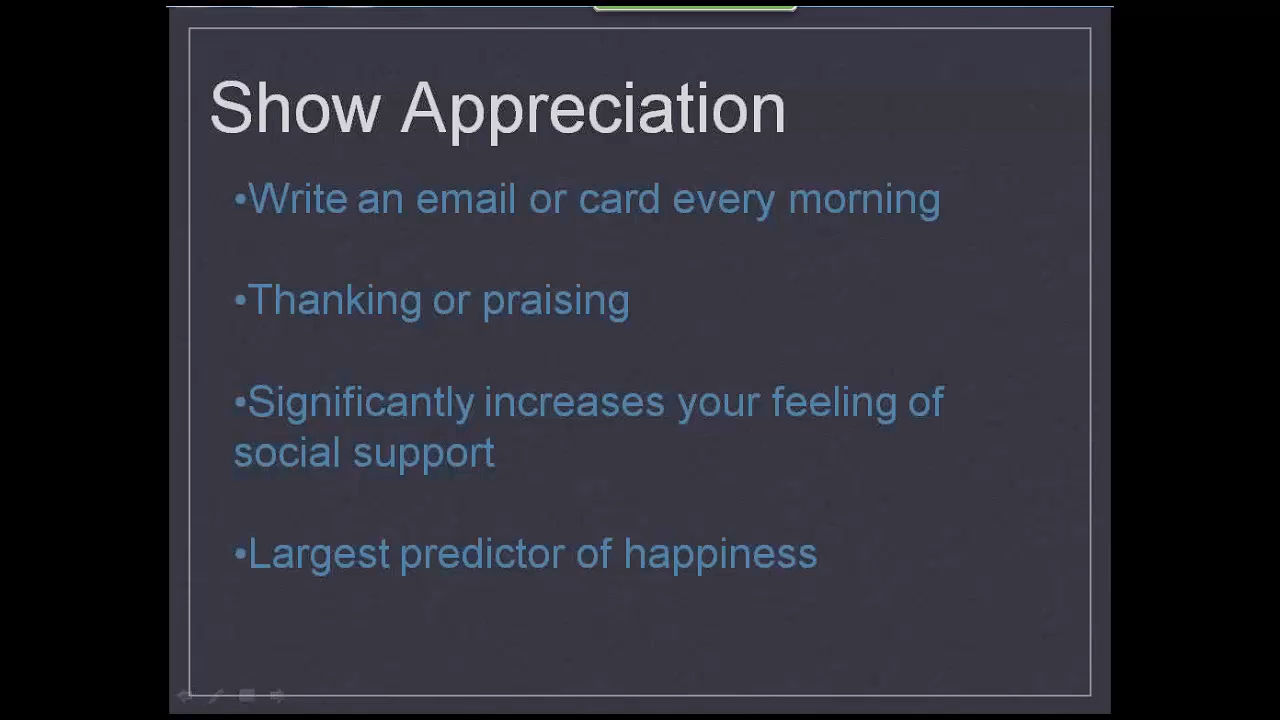 Show Appreciation
•Write an email or card every morning
•Thanking or praising
•Significantly increases your feeling of
social support
•Largest predictor of happiness